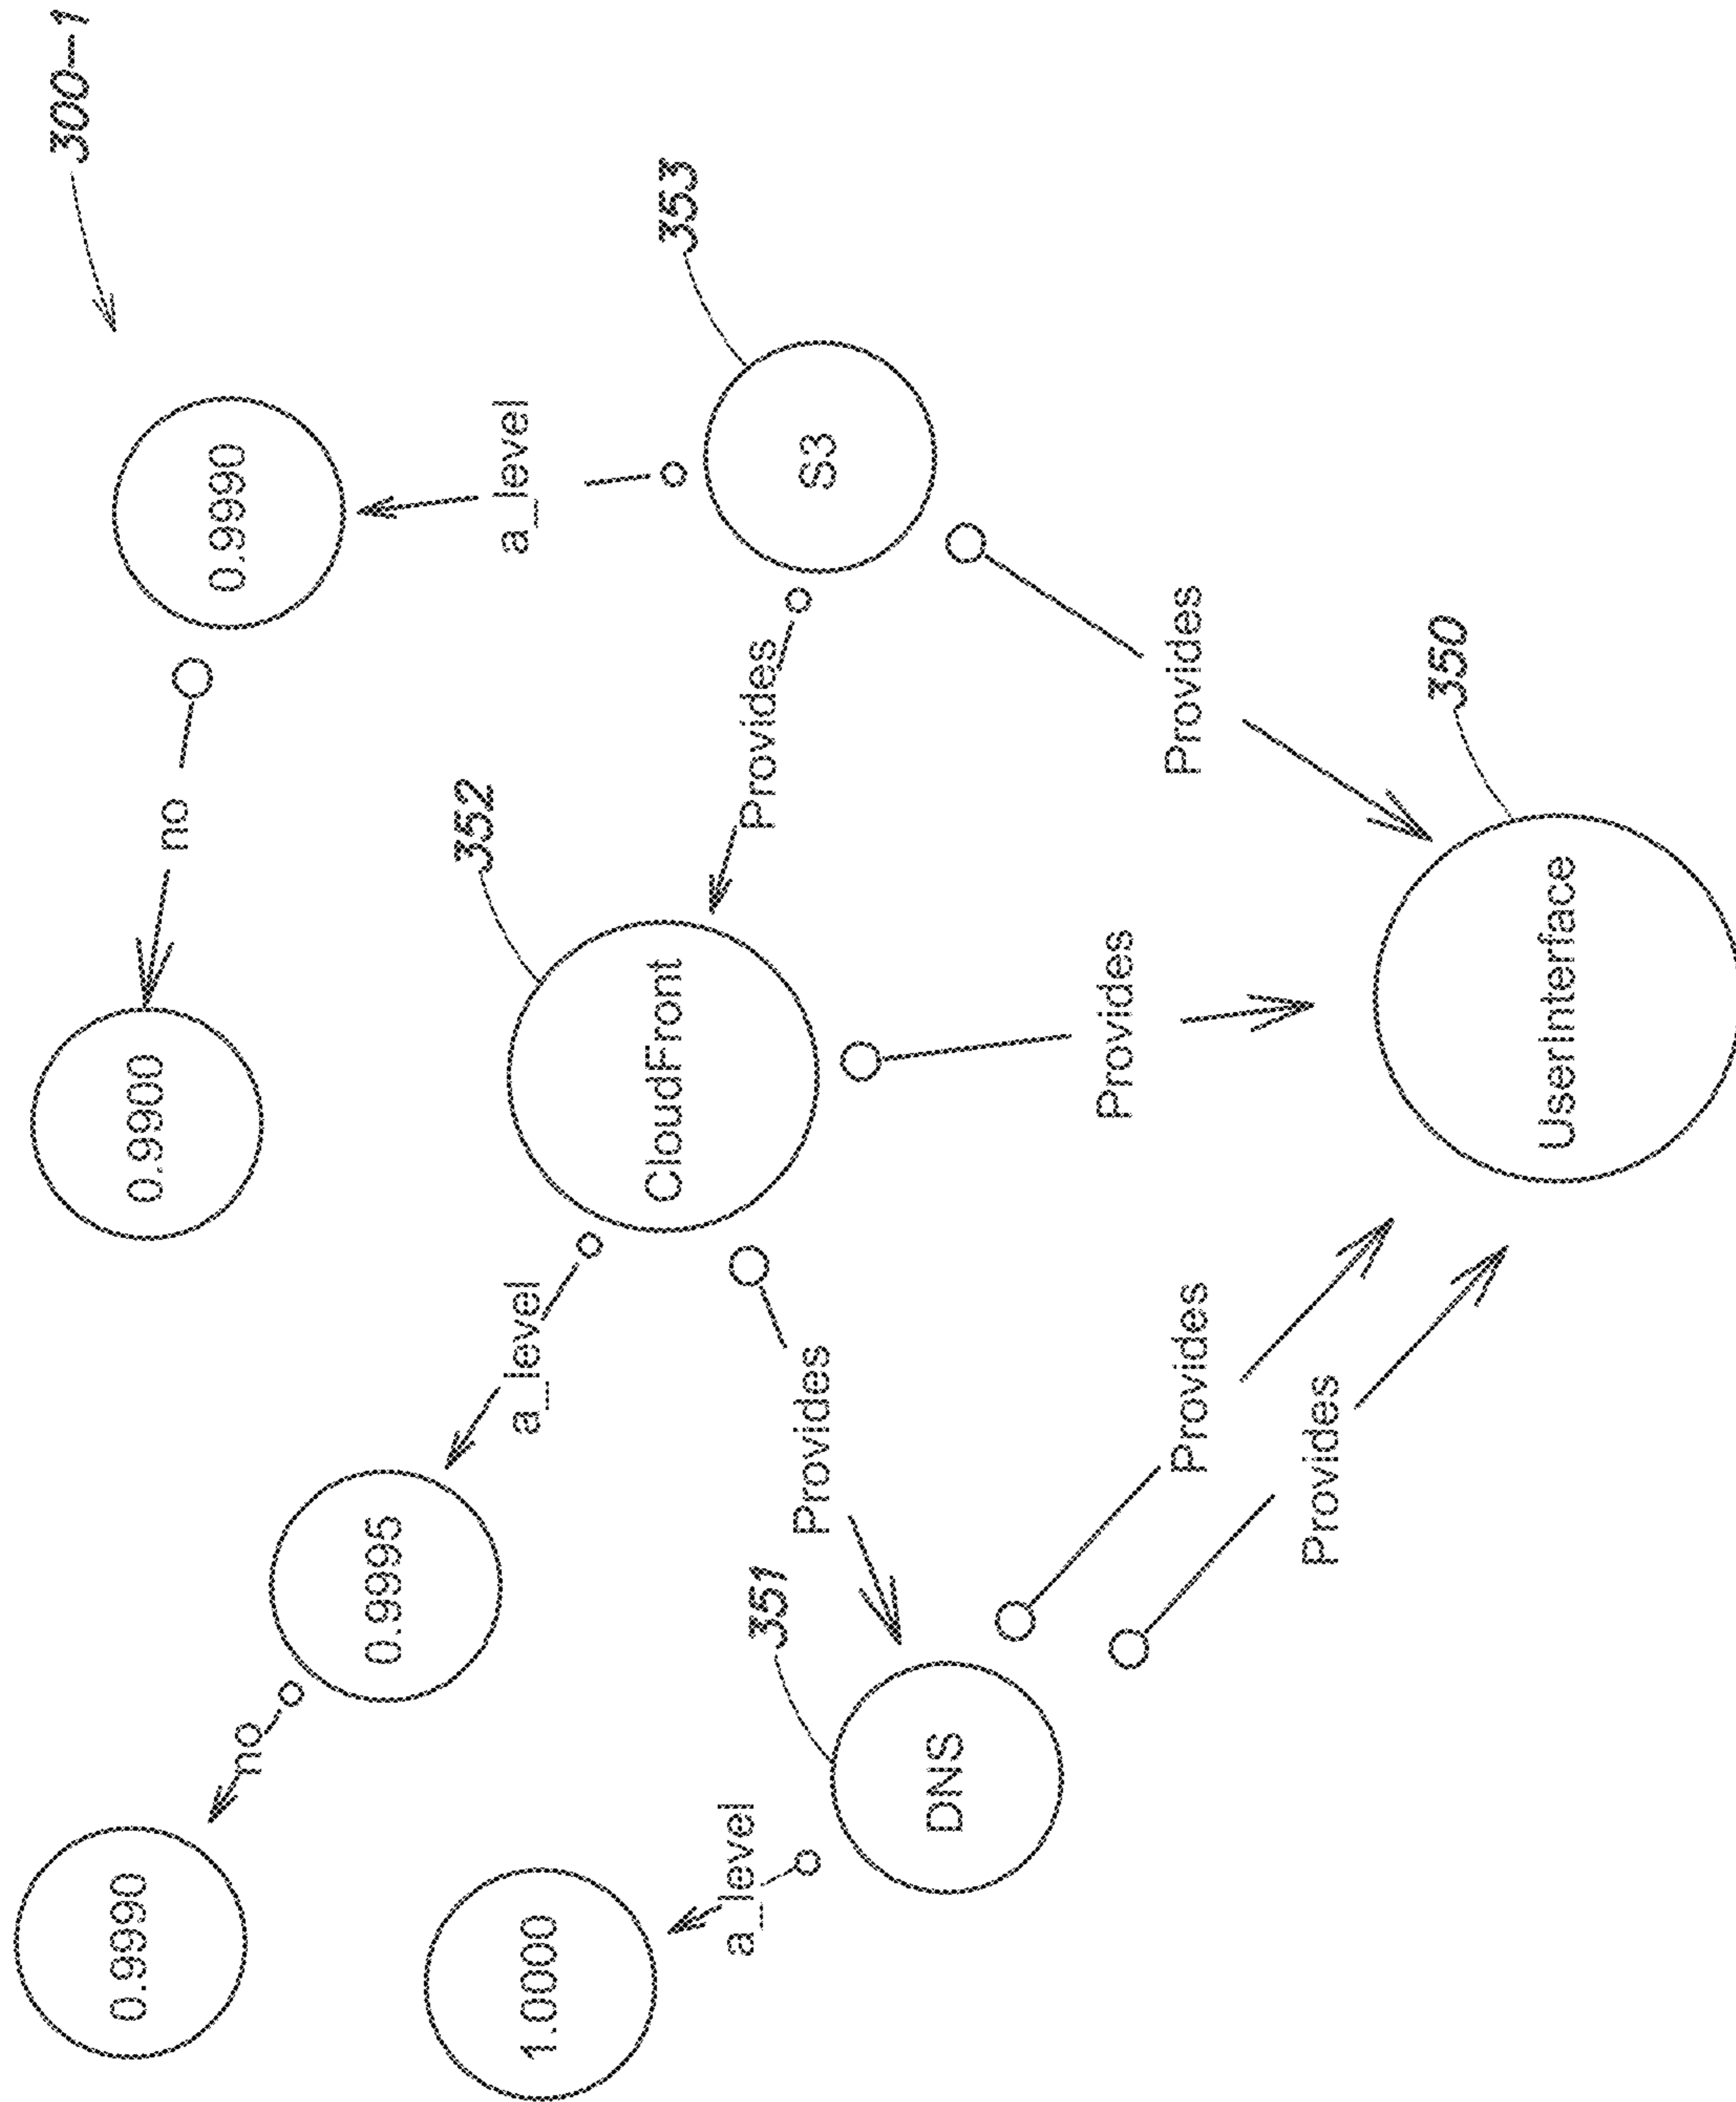 300-1
0.9990
0.9900
no
0.9990
no
0.9995
352
a_level
a_level
1.0000
CloudFront
353
a_level
Provides
351
Provides
S3
DNS
Provides
Provides
Provides
Provides
350
UserInterface